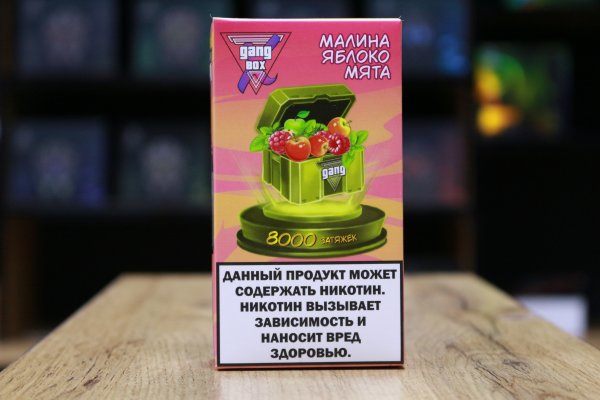 gang
BOX
МАЛИНА
ЯБЛОКО
МЯТА
gang
8000 ЗАТЯЖЕК
ДАННЫЙ ПРОДУКТ МОЖЕТ
СОДЕРЖАТЬ НИКОТИН.
НИКОТИН ВЫЗЫВАЕТ
ЗАВИСИМОСТЬ И
НАНОСИТ ВРЕД
ЗДОРОВЬЮ.